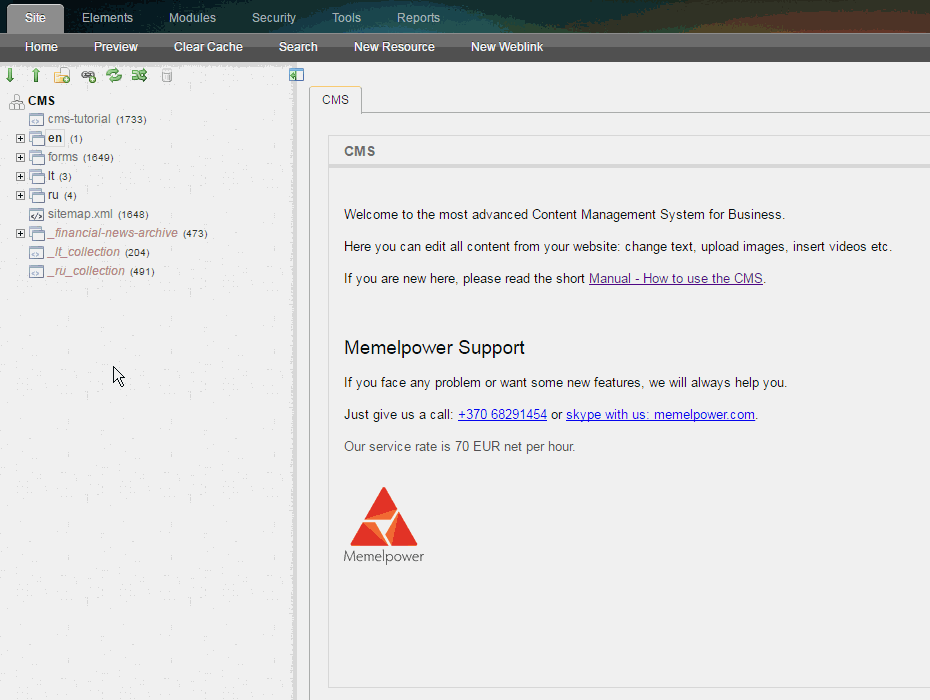 Site Elements Modules Security Tools Reports
Home Preview Clear Cache Search New Resource New Weblink
CMS
cms-tutorial (1733)
en (1)
forms (1649)
lt (3)
ru (4)
sitemap.xml (1648)
_financial-news-archive (473)
_lt_collection (204)
_ru_collection (491)
CMS
CMS
Welcome to the most advanced Content Management System for Business.
Here you can edit all content from your website: change text, upload images, insert videos etc.
If you are new here, please read the short Manual - How to use the CMS.
Memelpower Support
If you face any problem or want some new features, we will always help you.
Just give us a call: +370 68291454 or skype with us: memelpower.com.
Our service rate is 70 EUR net per hour.
Memelpower